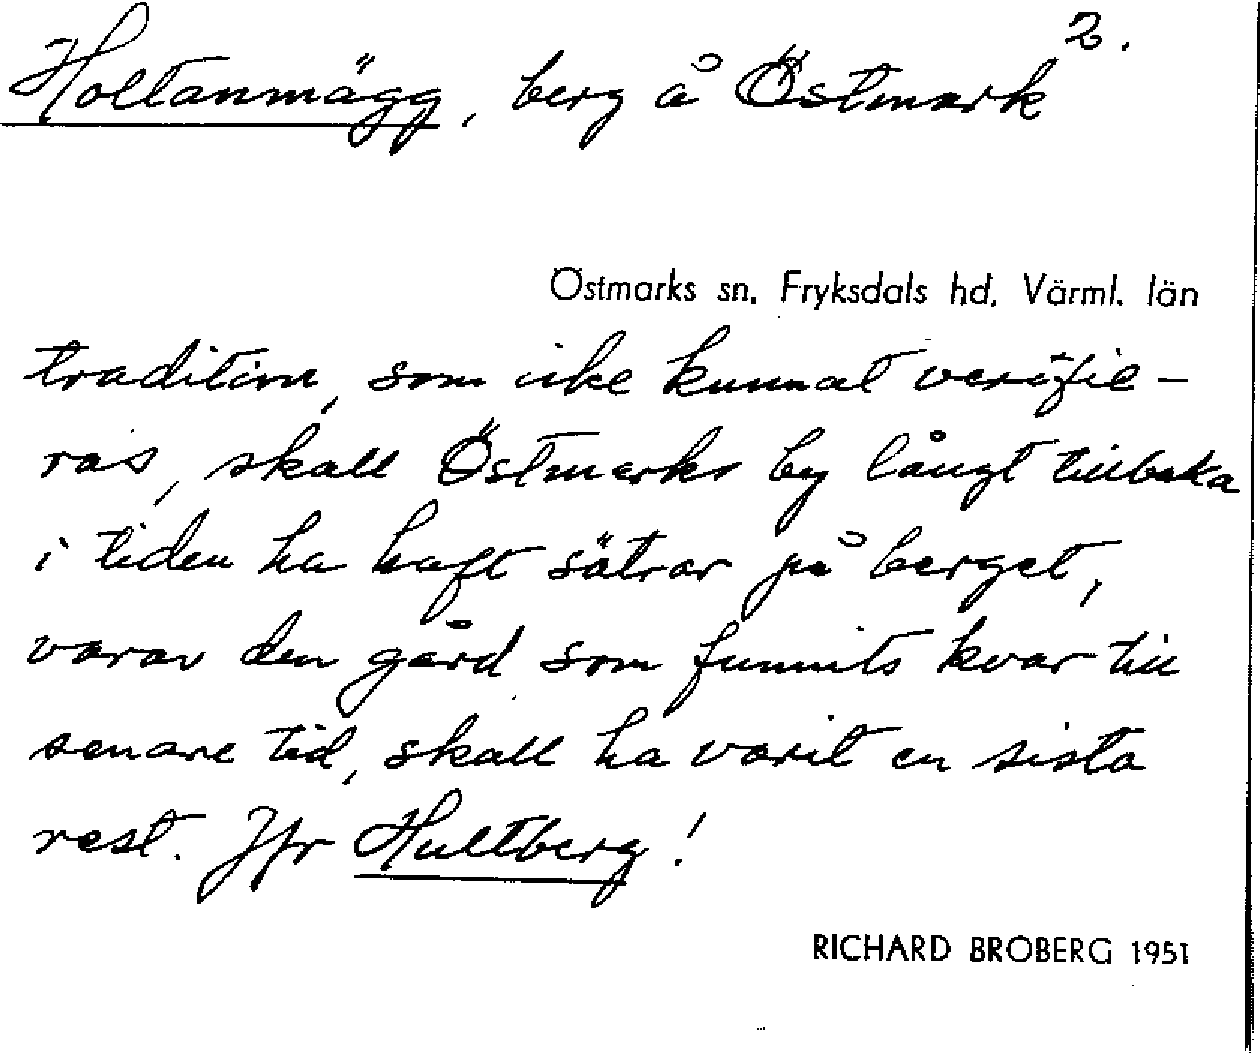 2.
Holtanmägg, berg å Östmark
Östmarks sn. Fryksdals hd. Värml. län
tradition, som icke kunnat verifie-
ras, skall Östmarks by långt tillbaka
i tiden ha haft sätrar på berget,
varav den gård som funnits kvar till
senare tid, skall ha varit en sista
rest. Jfr Hultberg!
RICHARD BROBERG 1951